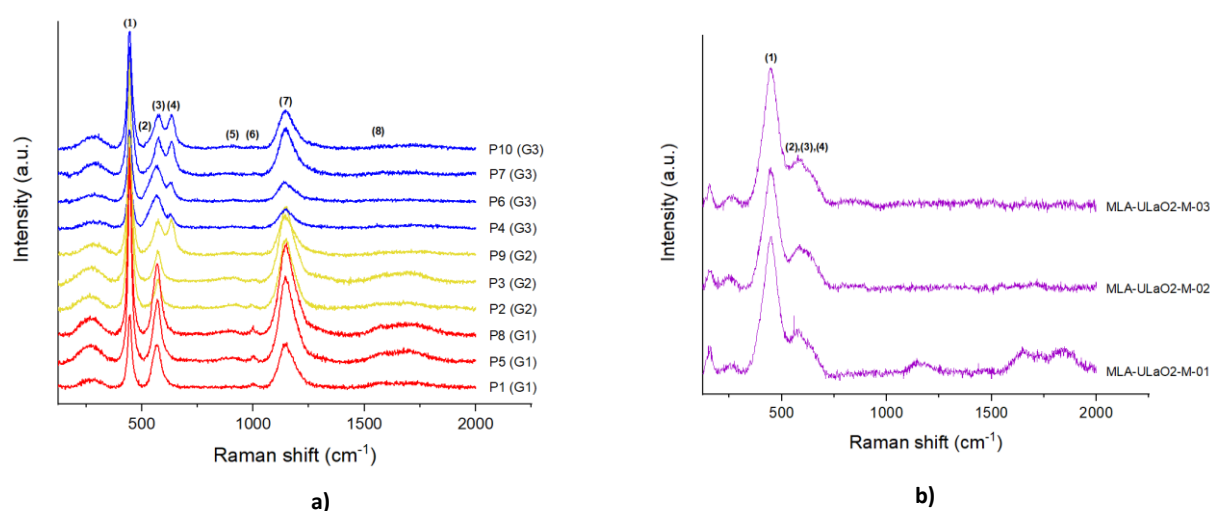 (1)
(2)
(3) (4)
(5) (6)
(7)
(8)
P10 (G3)
P7 (G3)
P6 (G3)
P4 (G3)
P9 (G2)
P3 (G2)
P2 (G2)
P8 (G1)
P5 (G1)
P1 (G1)
Intensity (a.u.)
500 1000 1500 2000
Raman shift (cm⁻¹)
a)
(1)
(2),(3),(4)
MLA-ULaO2-M-03
MLA-ULaO2-M-02
MLA-ULaO2-M-01
Intensity (a.u.)
500 1000 1500 2000
Raman shift (cm⁻¹)
b)